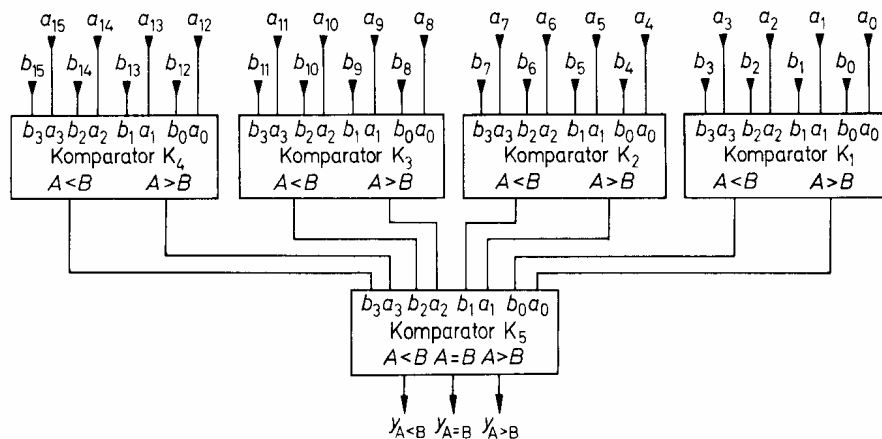 a15 a14 a13 a12 a11 a10 a9 a8 a7 a6 a5 a4 a3 a2 a1 a0
b15 b14 b13 b12 b11 b10 b9 b8 b7 b6 b5 b4 b3 b2 b1 b0
b3a3 b2a2 b1a1 b0a0 b3a3 b2a2 b1a1 b0a0 b3a3 b2a2 b1a1 b0a0 b3a3 b2a2 b1a1 b0a0
Komparator K4 Komparator K3 Komparator K2 Komparator K1
A<B A>B A<B A>B A<B A>B A<B A>B
b3a3 b2a2 b1a1 b0a0
Komparator K5
A<B A=B A>B
yA<B yA=B yA>B